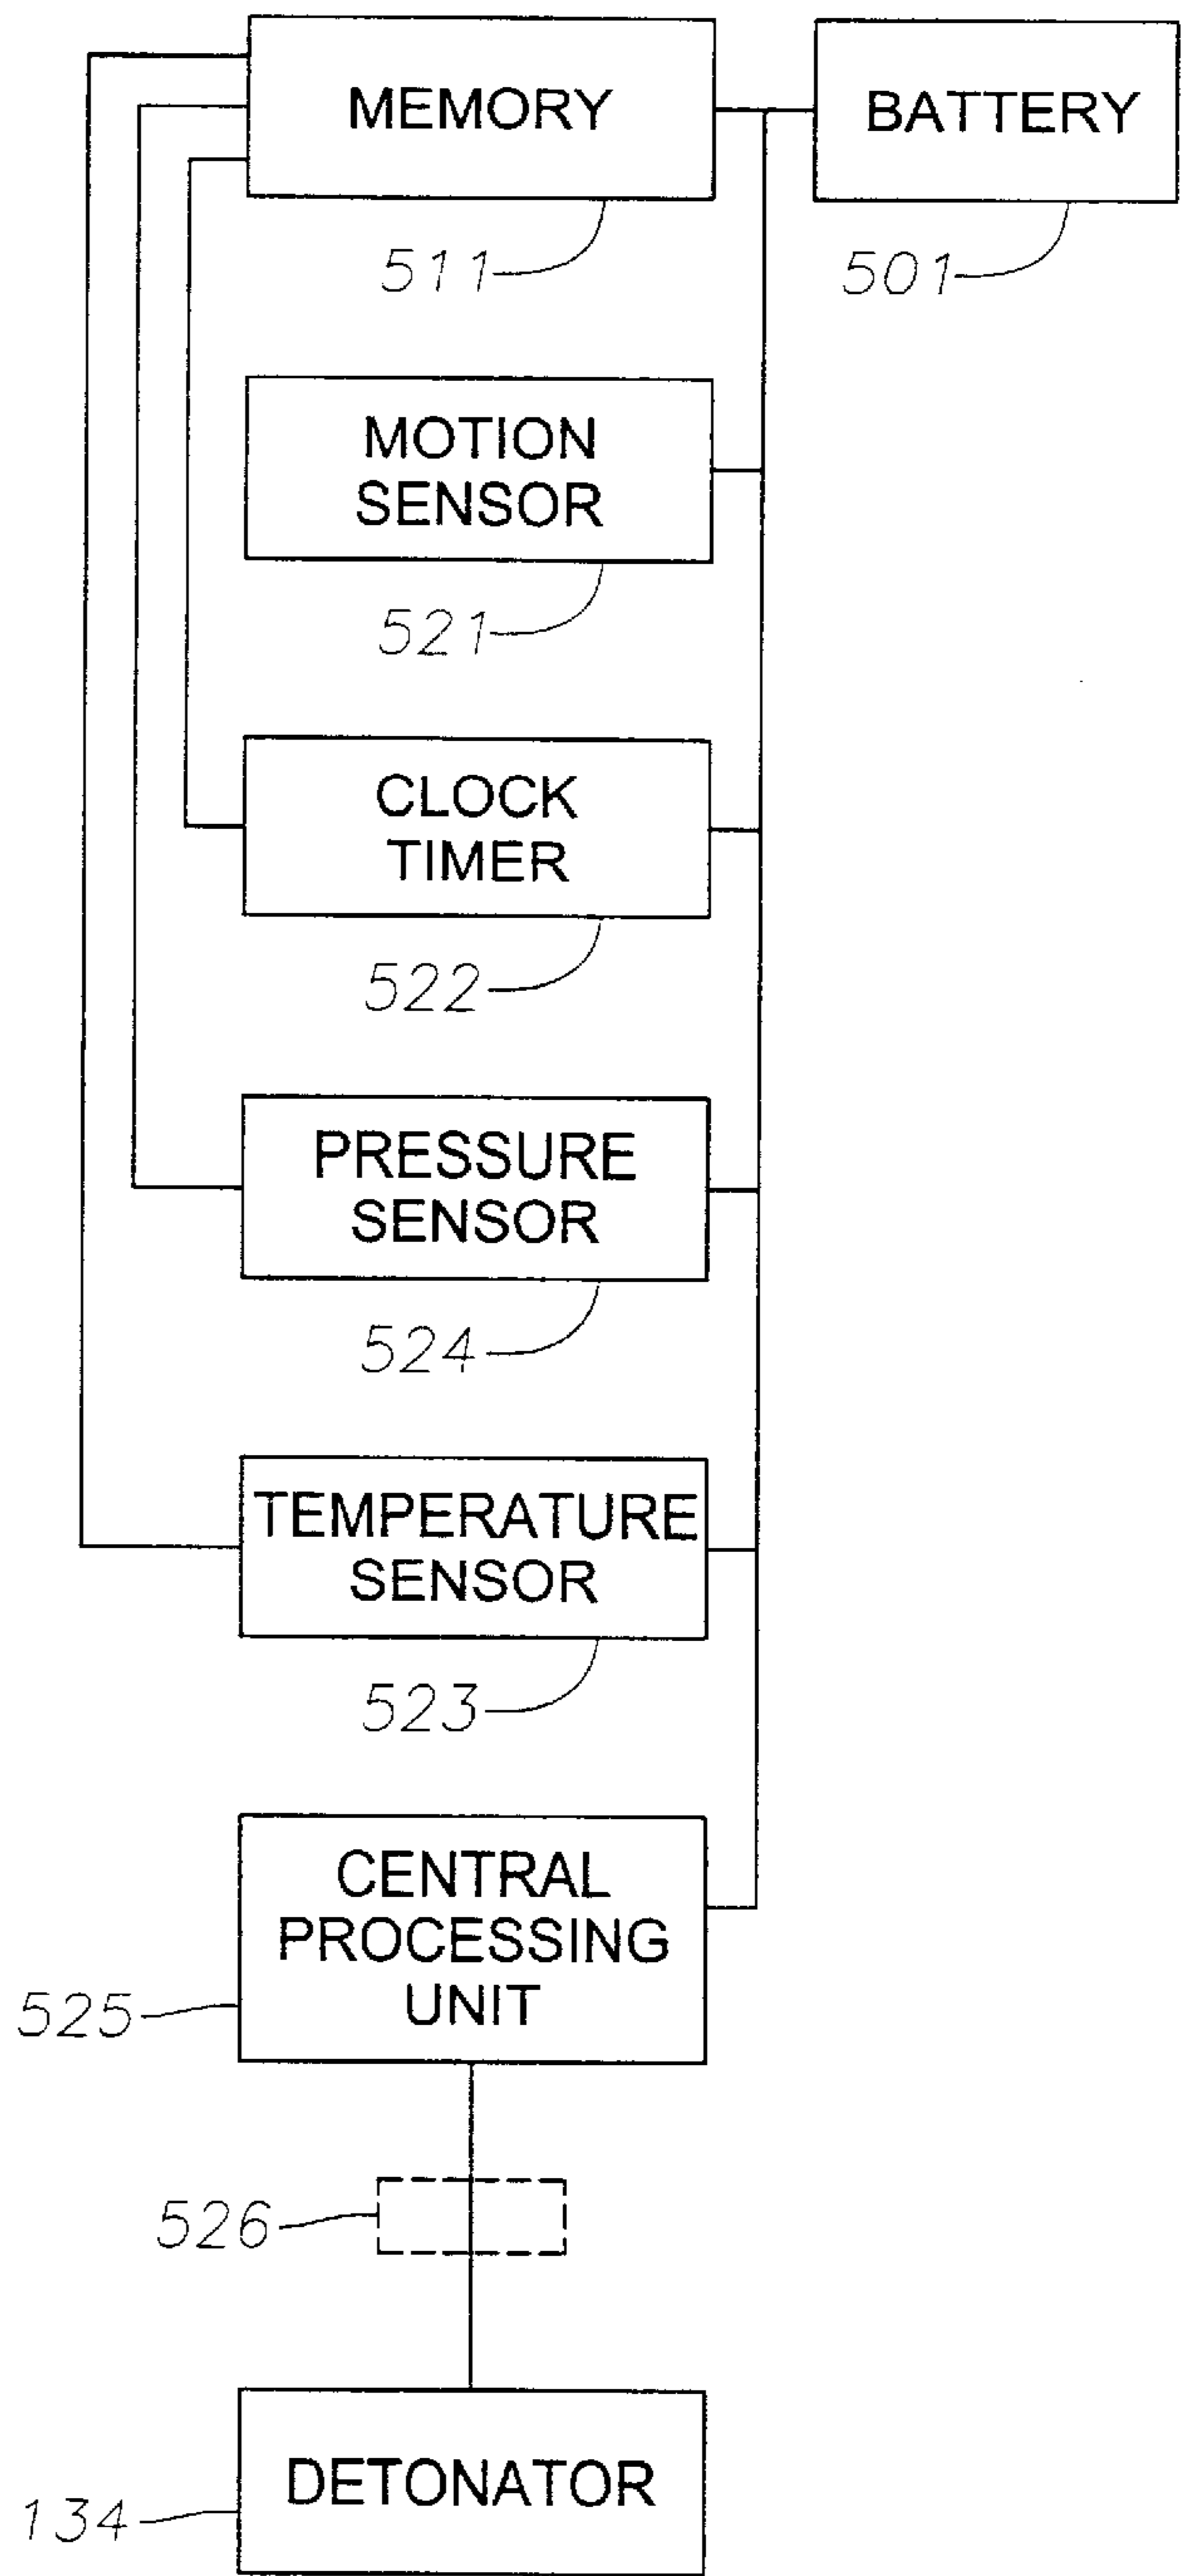 MEMORY
BATTERY
511
501
MOTION
SENSOR
521
CLOCK
TIMER
522
PRESSURE
SENSOR
524
TEMPERATURE
SENSOR
523
CENTRAL
PROCESSING
UNIT
525
526
DETONATOR
134